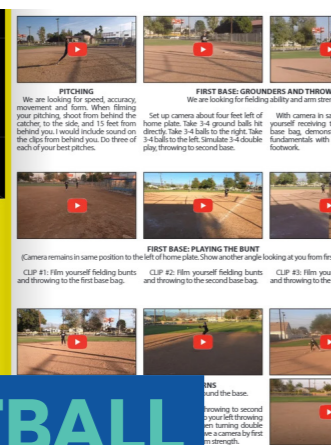 PITCHING
We are looking for speed, accuracy,
movement and form. When filming
your pitching, shoot from behind the
catcher, to the side, and 15 feet from
behind you. I would include sound on
the clips from behind you. Do three of
each of your best pitches.
FIRST BASE: GROUNDERS AND THROW
We are looking for fielding ability and arm stren
Set up camera about four feet left of
home plate. Take 3-4 ground balls hit
directly. Take 3-4 balls to the right. Take
3-4 balls to the left. Simulate 3-4 double
play, throwing to second base.
With camera in sa
yourself receiving t
base bag, demons
fundamentals with
footwork.
FIRST BASE: PLAYING THE BUNT
(Camera remains in same position to the left of home plate. Show another angle looking at you from firs
CLIP #1: Film yourself fielding bunts
and throwing to the first base bag.
CLIP #2: Film yourself fielding bunts
and throwing to the second base bag.
CLIP #3: Film you
and throwing to the
RNS
ound the base.
hrowing to second
o your left throwing
en turning double
ve a camera by first
m strength.
TBALL